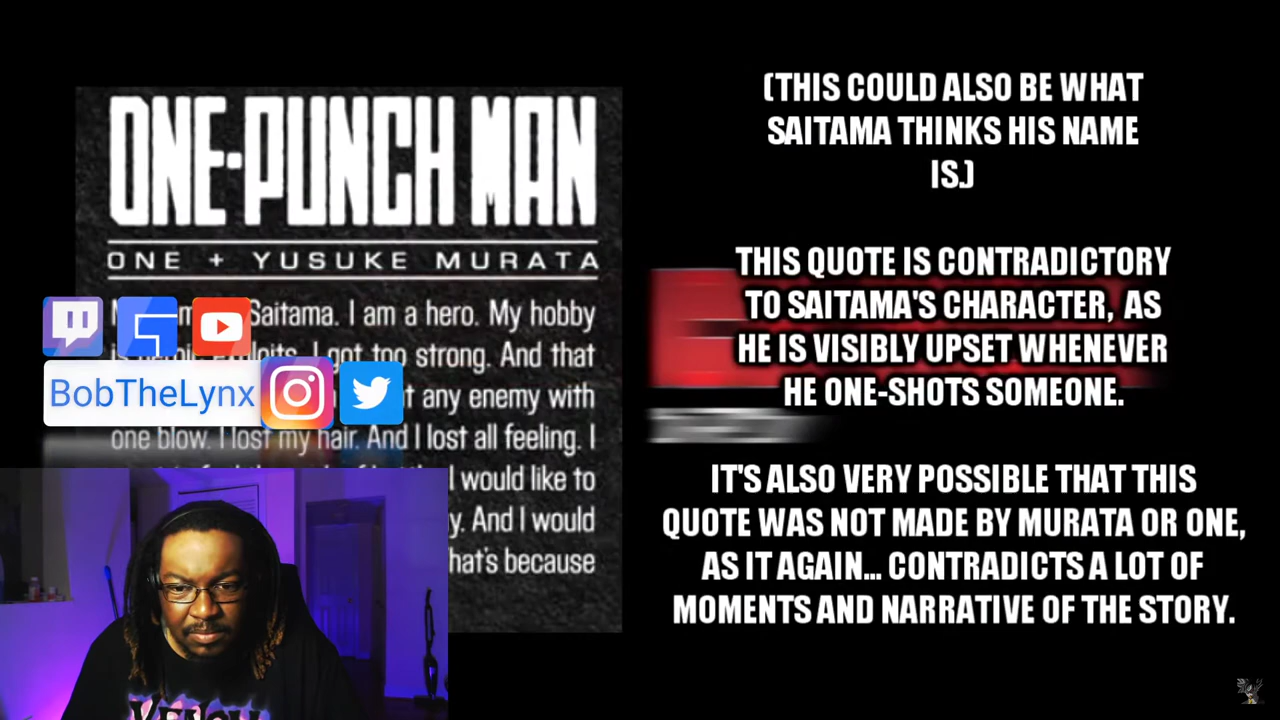 ONE-PUNCH MAN
ONE + YUSUKE MURATA
Saitama. I am a hero. My hobby
I got too strong. And that
any enemy with
one blow. I lost my hair. And I lost all feeling. I
I would like to
And I would
That's because
BobTheLynx
(THIS COULD ALSO BE WHAT
SAITAMA THINKS HIS NAME
IS.)
THIS QUOTE IS CONTRADICTORY
TO SAITAMA'S CHARACTER, AS
HE IS VISIBLY UPSET WHENEVER
HE ONE-SHOTS SOMEONE.
IT'S ALSO VERY POSSIBLE THAT THIS
QUOTE WAS NOT MADE BY MURATA OR ONE,
AS IT AGAIN... CONTRADICTS A LOT OF
MOMENTS AND NARRATIVE OF THE STORY.